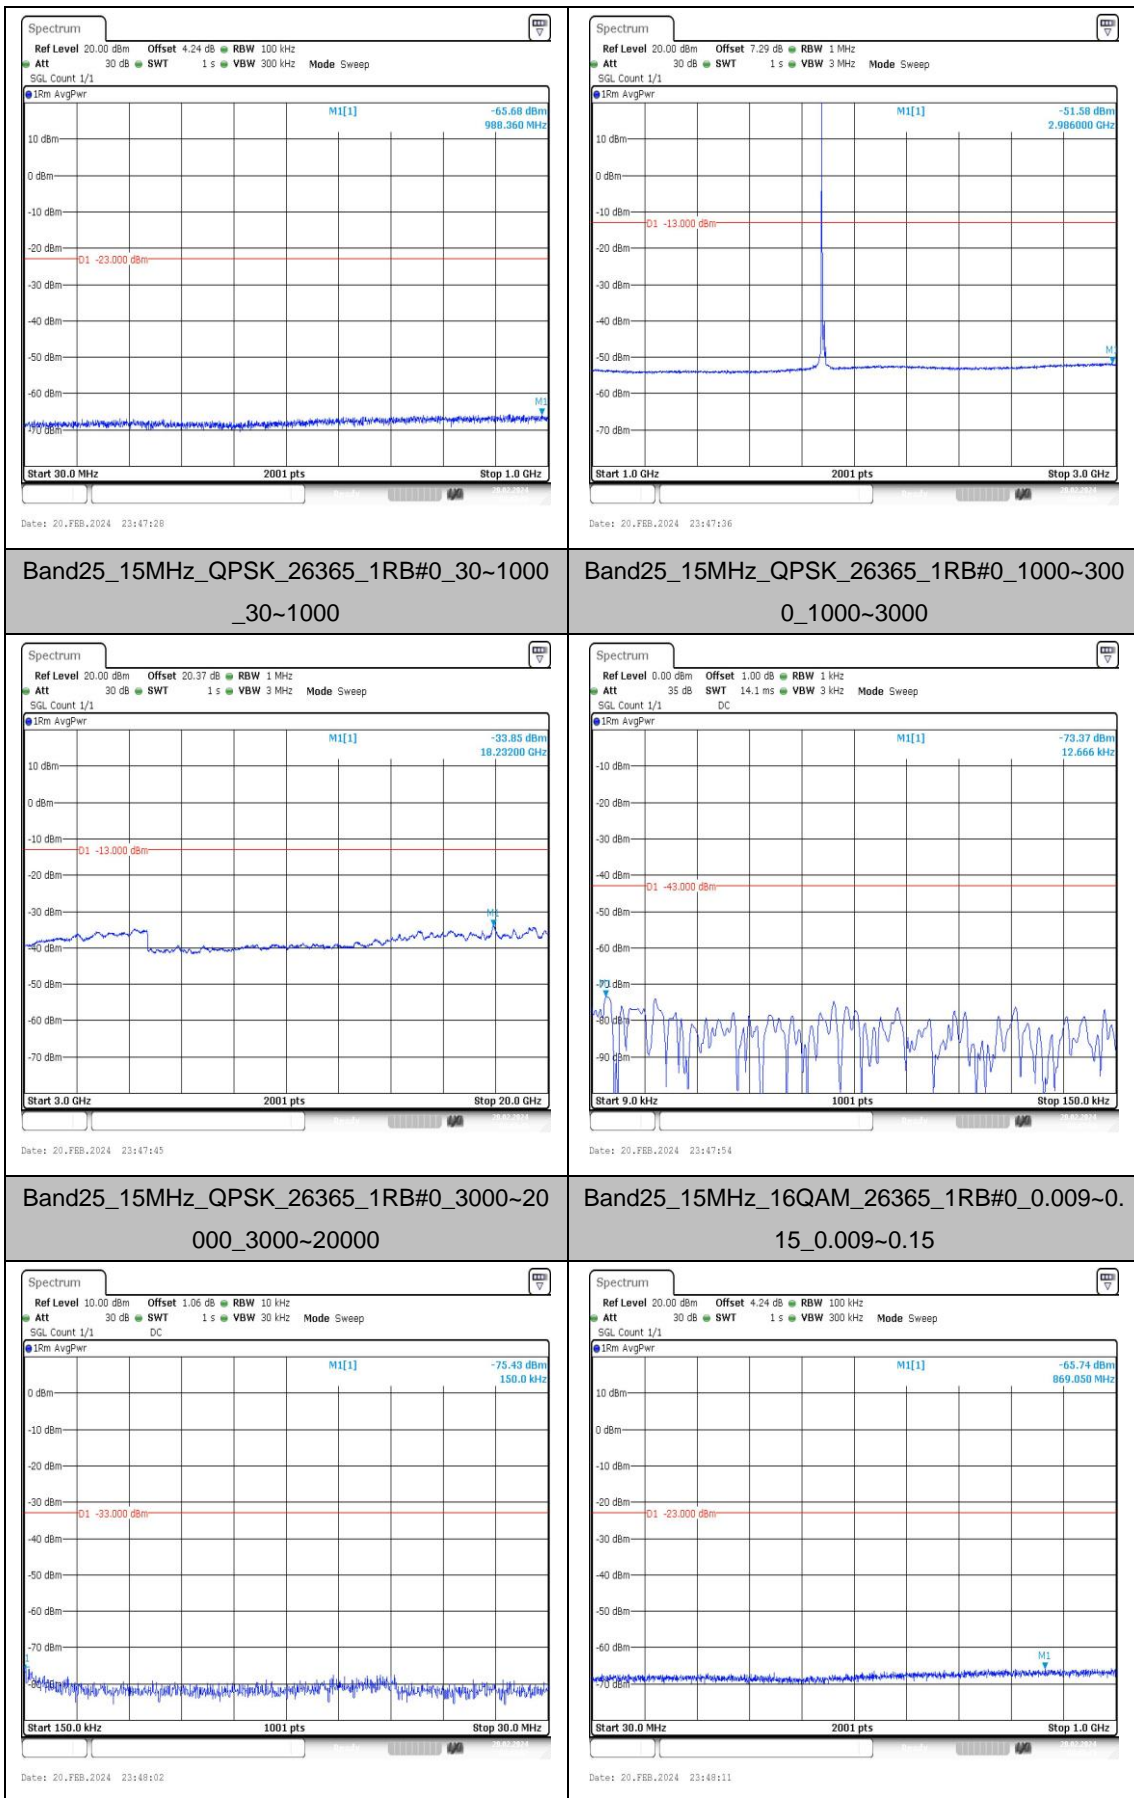 Spectrum
Ref Level 20.00 dBm Offset 4.24 dB RBW 100 kHz
Att 30 dB SWT 1 s VBW 300 kHz Mode Sweep
SGL Count 1/1
1Rm AvgPwr
M1[1] -65.68 dBm
988.360 MHz
10 dBm
0 dBm
-10 dBm
-20 dBm
D1 -23.000 dBm
-30 dBm
-40 dBm
-50 dBm
-60 dBm
M1
-70 dBm
Start 30.0 MHz 2001 pts Stop 1.0 GHz
Date: 20.FEB.2024 23:47:28
Spectrum
Ref Level 20.00 dBm Offset 7.29 dB RBW 1 MHz
Att 30 dB SWT 1 s VBW 3 MHz Mode Sweep
SGL Count 1/1
1Rm AvgPwr
M1[1] -51.58 dBm
2.986000 GHz
10 dBm
0 dBm
-10 dBm
D1 -13.000 dBm
-20 dBm
-30 dBm
-40 dBm
-50 dBm
-60 dBm
-70 dBm
Start 1.0 GHz 2001 pts Stop 3.0 GHz
Date: 20.FEB.2024 23:47:36
Band25_15MHz_QPSK_26365_1RB#0_30~1000
_30~1000
Band25_15MHz_QPSK_26365_1RB#0_1000~300
0_1000~3000
Spectrum
Ref Level 20.00 dBm Offset 20.37 dB RBW 1 MHz
Att 30 dB SWT 1 s VBW 3 MHz Mode Sweep
SGL Count 1/1
1Rm AvgPwr
M1[1] -33.85 dBm
18.23200 GHz
10 dBm
0 dBm
-10 dBm
D1 -13.000 dBm
-20 dBm
-30 dBm
M1
-40 dBm
-50 dBm
-60 dBm
-70 dBm
Start 3.0 GHz 2001 pts Stop 20.0 GHz
Date: 20.FEB.2024 23:47:45
Spectrum
Ref Level 0.00 dBm Offset 1.00 dB RBW 1 kHz
Att 35 dB SWT 14.1 ms VBW 3 kHz Mode Sweep
SGL Count 1/1 DC
1Rm AvgPwr
M1[1] -73.37 dBm
12.666 kHz
-10 dBm
-20 dBm
-30 dBm
-40 dBm
D1 -43.000 dBm
-50 dBm
-60 dBm
-70 dBm
-80 dBm
-90 dBm
Start 9.0 kHz 1001 pts Stop 150.0 kHz
Date: 20.FEB.2024 23:47:54
Band25_15MHz_QPSK_26365_1RB#0_3000~20
000_3000~20000
Band25_15MHz_16QAM_26365_1RB#0_0.009~0.
15_0.009~0.15
Spectrum
Ref Level 10.00 dBm Offset 1.06 dB RBW 10 kHz
Att 30 dB SWT 1 s VBW 30 kHz Mode Sweep
SGL Count 1/1 DC
1Rm AvgPwr
M1[1] -75.43 dBm
150.0 kHz
0 dBm
-10 dBm
-20 dBm
-30 dBm
D1 -33.000 dBm
-40 dBm
-50 dBm
-60 dBm
-70 dBm
-80 dBm
Start 150.0 kHz 1001 pts Stop 30.0 MHz
Date: 20.FEB.2024 23:48:02
Spectrum
Ref Level 20.00 dBm Offset 4.24 dB RBW 100 kHz
Att 30 dB SWT 1 s VBW 300 kHz Mode Sweep
SGL Count 1/1
1Rm AvgPwr
M1[1] -65.74 dBm
869.050 MHz
10 dBm
0 dBm
-10 dBm
-20 dBm
D1 -23.000 dBm
-30 dBm
-40 dBm
-50 dBm
-60 dBm
M1
-70 dBm
Start 30.0 MHz 2001 pts Stop 1.0 GHz
Date: 20.FEB.2024 23:48:11